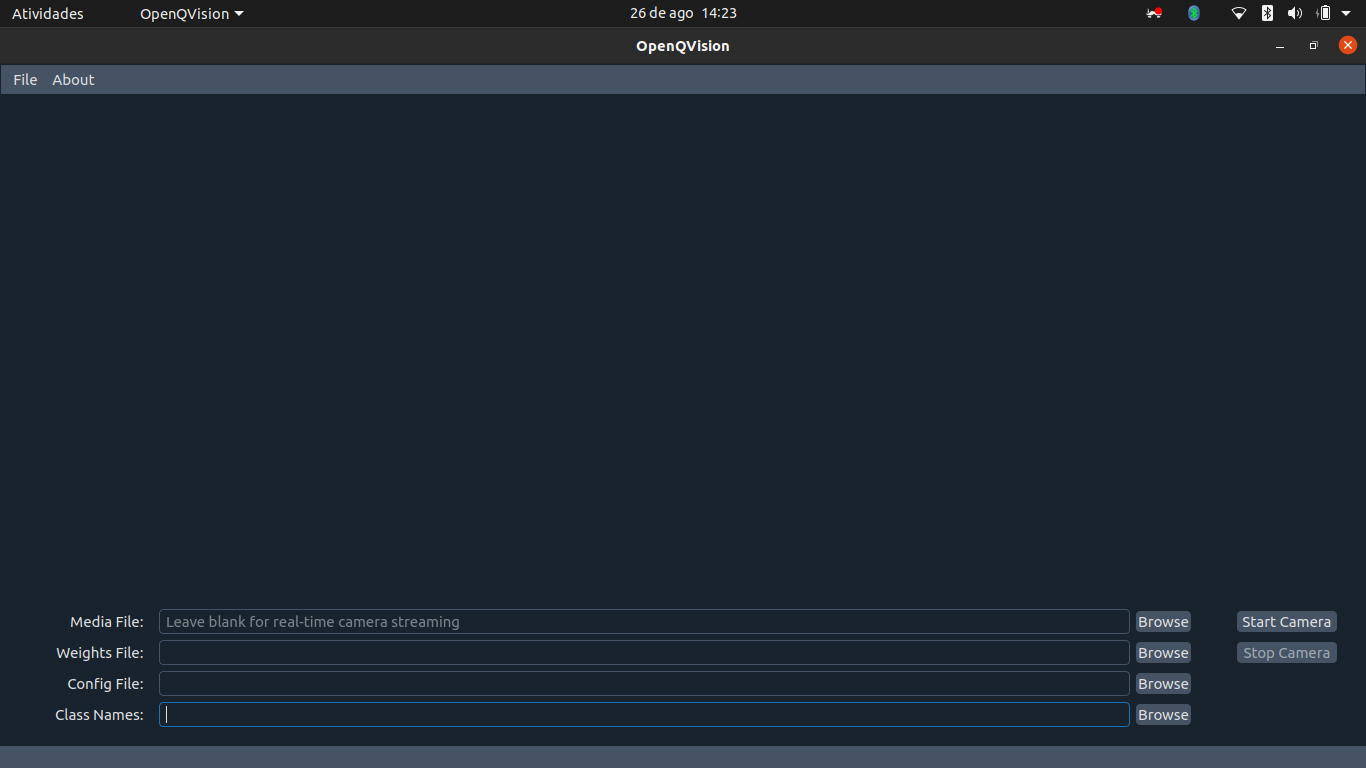 Atividades OpenQVision 26 de ago 14:23
OpenQVision
File About
Media File: Leave blank for real-time camera streaming Browse Start Camera
Weights File: Browse Stop Camera
Config File: Browse
Class Names: Browse